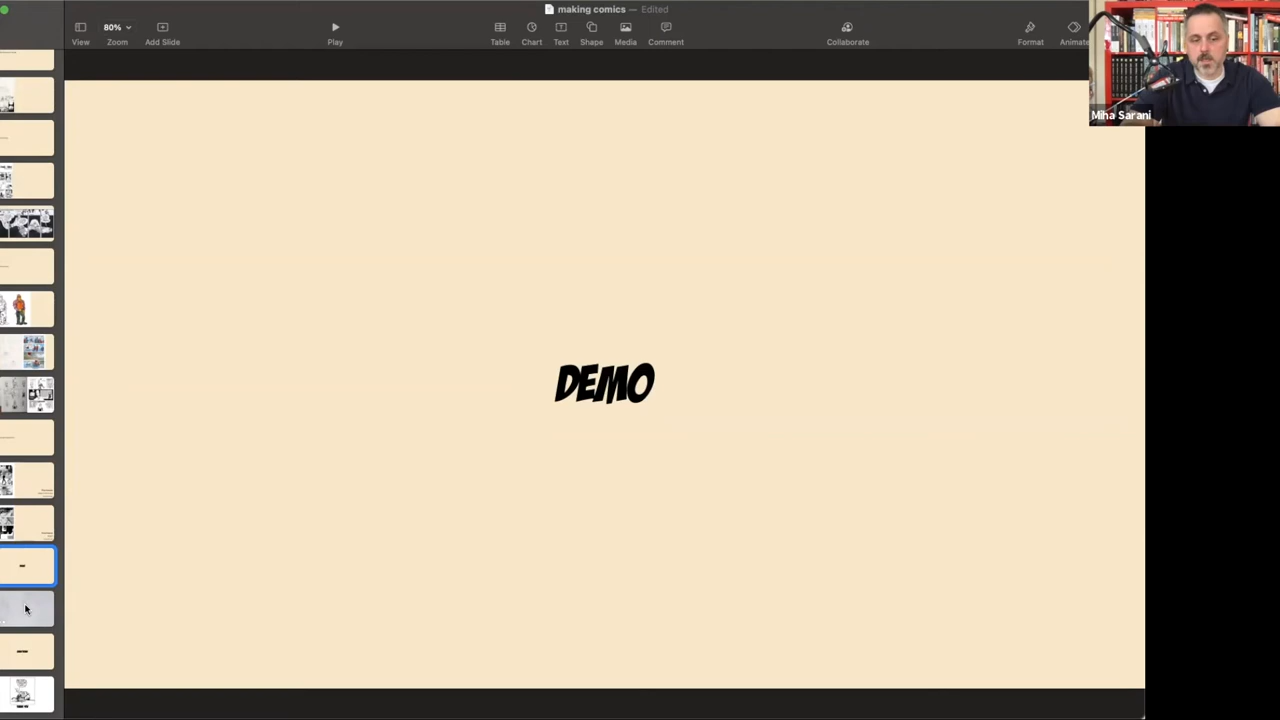 making comics — Edited
80%
View
Zoom
Add Slide
Play
Table
Chart
Text
Shape
Media
Comment
Collaborate
Format
Animate
Miha Sarani
DEMO